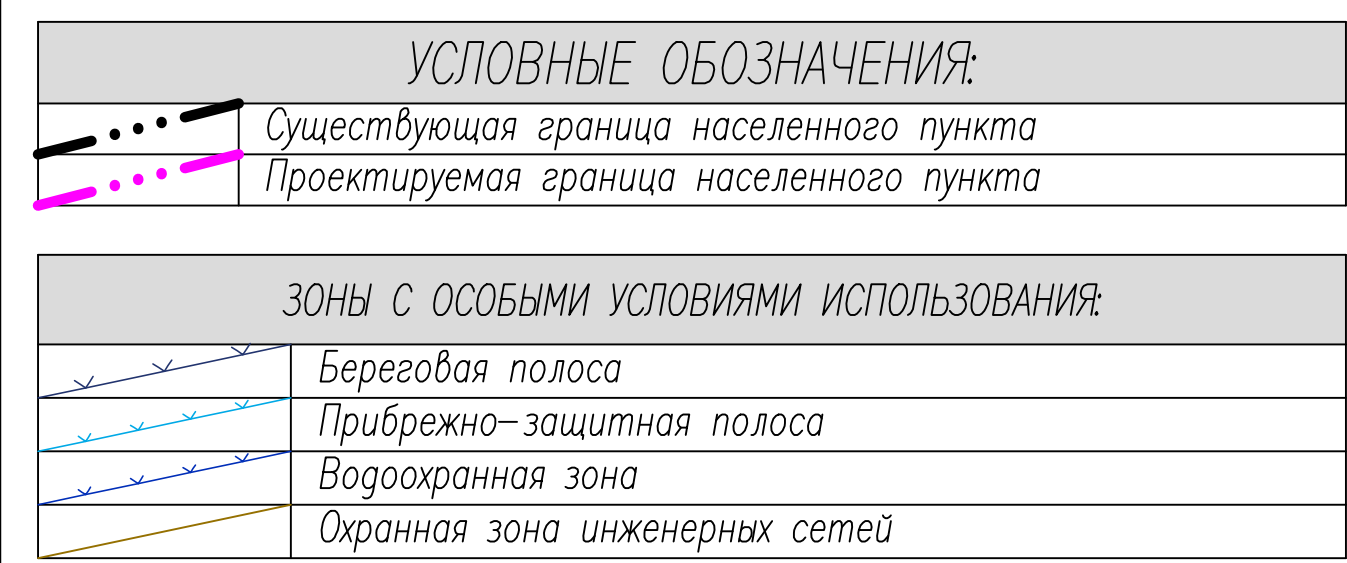 УСЛОВНЫЕ ОБОЗНАЧЕНИЯ:
Существующая граница населенного пункта
Проектируемая граница населенного пункта
ЗОНЫ С ОСОБЫМИ УСЛОВИЯМИ ИСПОЛЬЗОВАНИЯ:
Береговая полоса
Прибрежно-защитная полоса
Водоохранная зона
Охранная зона инженерных сетей